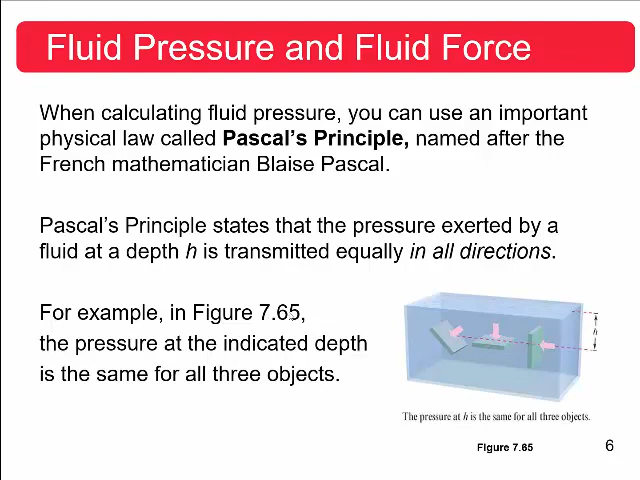 Fluid Pressure and Fluid Force
When calculating fluid pressure, you can use an important
physical law called Pascal’s Principle, named after the
French mathematician Blaise Pascal.
Pascal’s Principle states that the pressure exerted by a
fluid at a depth h is transmitted equally in all directions.
For example, in Figure 7.65,
the pressure at the indicated depth
is the same for all three objects.
h
The pressure at h is the same for all three objects.
Figure 7.65
6